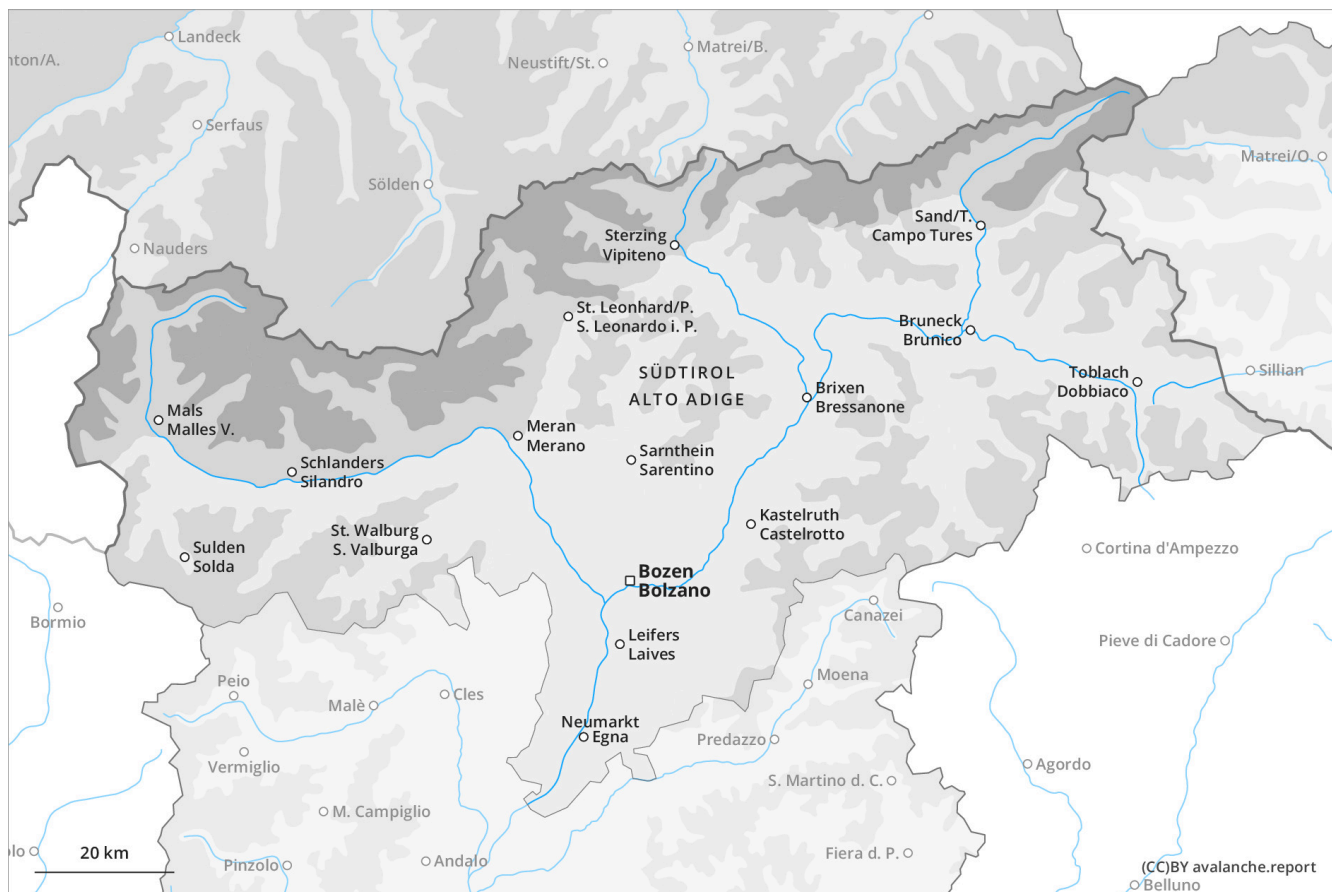 Landeck
nton/A.
Matrei/B.
Neustift/St.
Serfaus
Matrei/O.
Sölden
Sand/T.
Campo Tures
Sterzing
Vipiteno
Nauders
St. Leonhard/P.
S. Leonardo i. P.
Bruneck
Brunico
SÜDTIROL
ALTO ADIGE
Toblach
Dobbiaco
Sillian
Brixen
Bressanone
Mals
Malles V.
Meran
Merano
Schlanders
Silandro
Sarnthein
Sarentino
Kastelruth
Castelrotto
St. Walburg
S. Valburga
Sulden
Solda
Cortina d'Ampezzo
Bozen
Bolzano
Bormio
Canazei
Leifers
Laives
Pieve di Cadore
Peio
Malè
Cles
Moena
Neumarkt
Egna
Predazzo
Vermiglio
Agordo
S. Martino d. C.
M. Campiglio
olo
20 km
Pinzolo
Andalo
Fiera d. P.
(CC)BY avalanche.report
Belluno